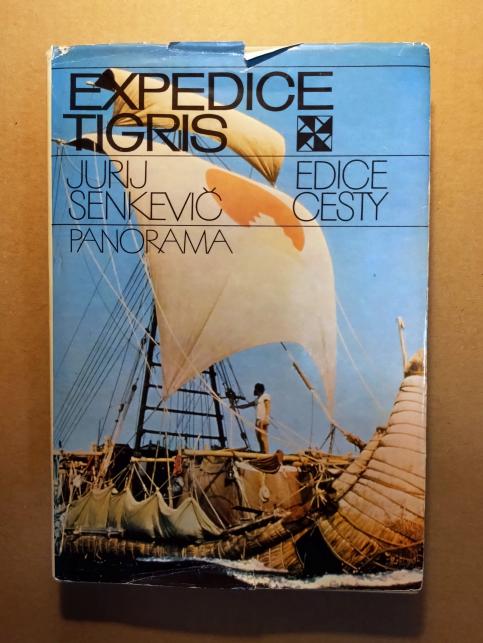 EXPEDICE
TIGRIS
JURIJ
SENKEVIČ
EDICE
CESTY
PANORAMA